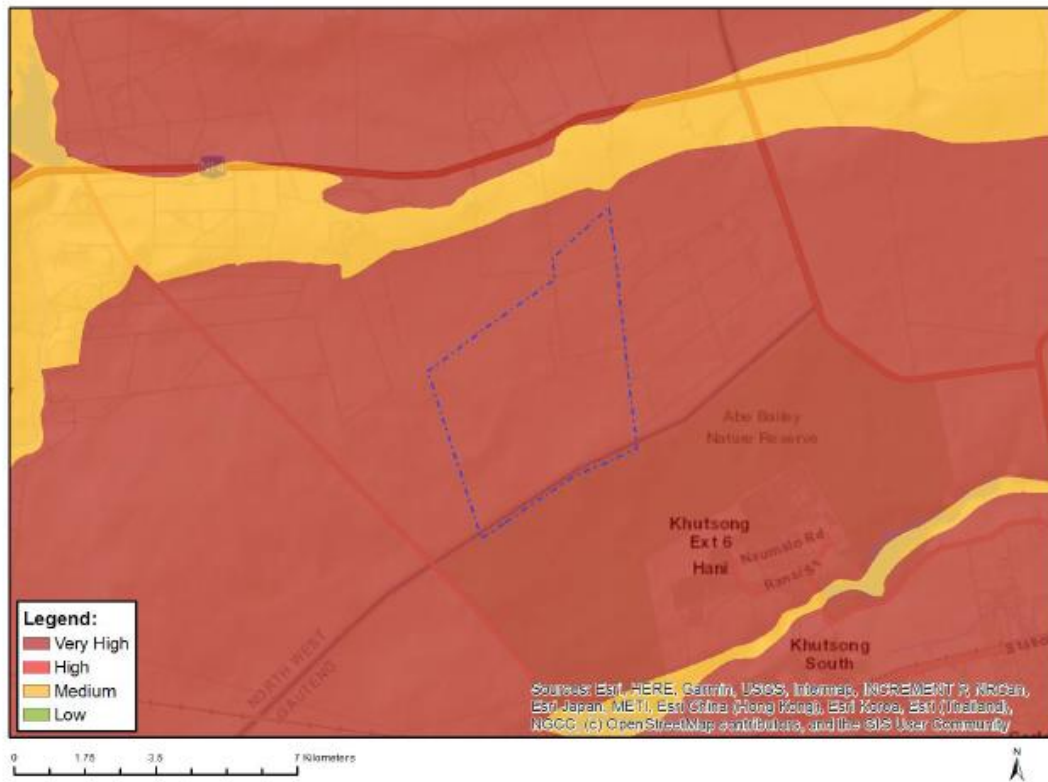 Abe Bailey
Nature Reserve
Khutsong
Ext 6
Hani
Nxumalo Rd
Khutsong
South
NORTH WEST
GAUTENG
Legend:
Very High
High
Medium
Low
Sources: Esri, HERE, Garmin, USGS, Intermap, INCREMENT P, NRCan,
Esri Japan, METI, Esri China (Hong Kong), Esri Korea, Esri (Thailand),
NGCC, (c) OpenStreetMap contributors, and the GIS User Community
0 1.75 3.5 7 Kilometers
N